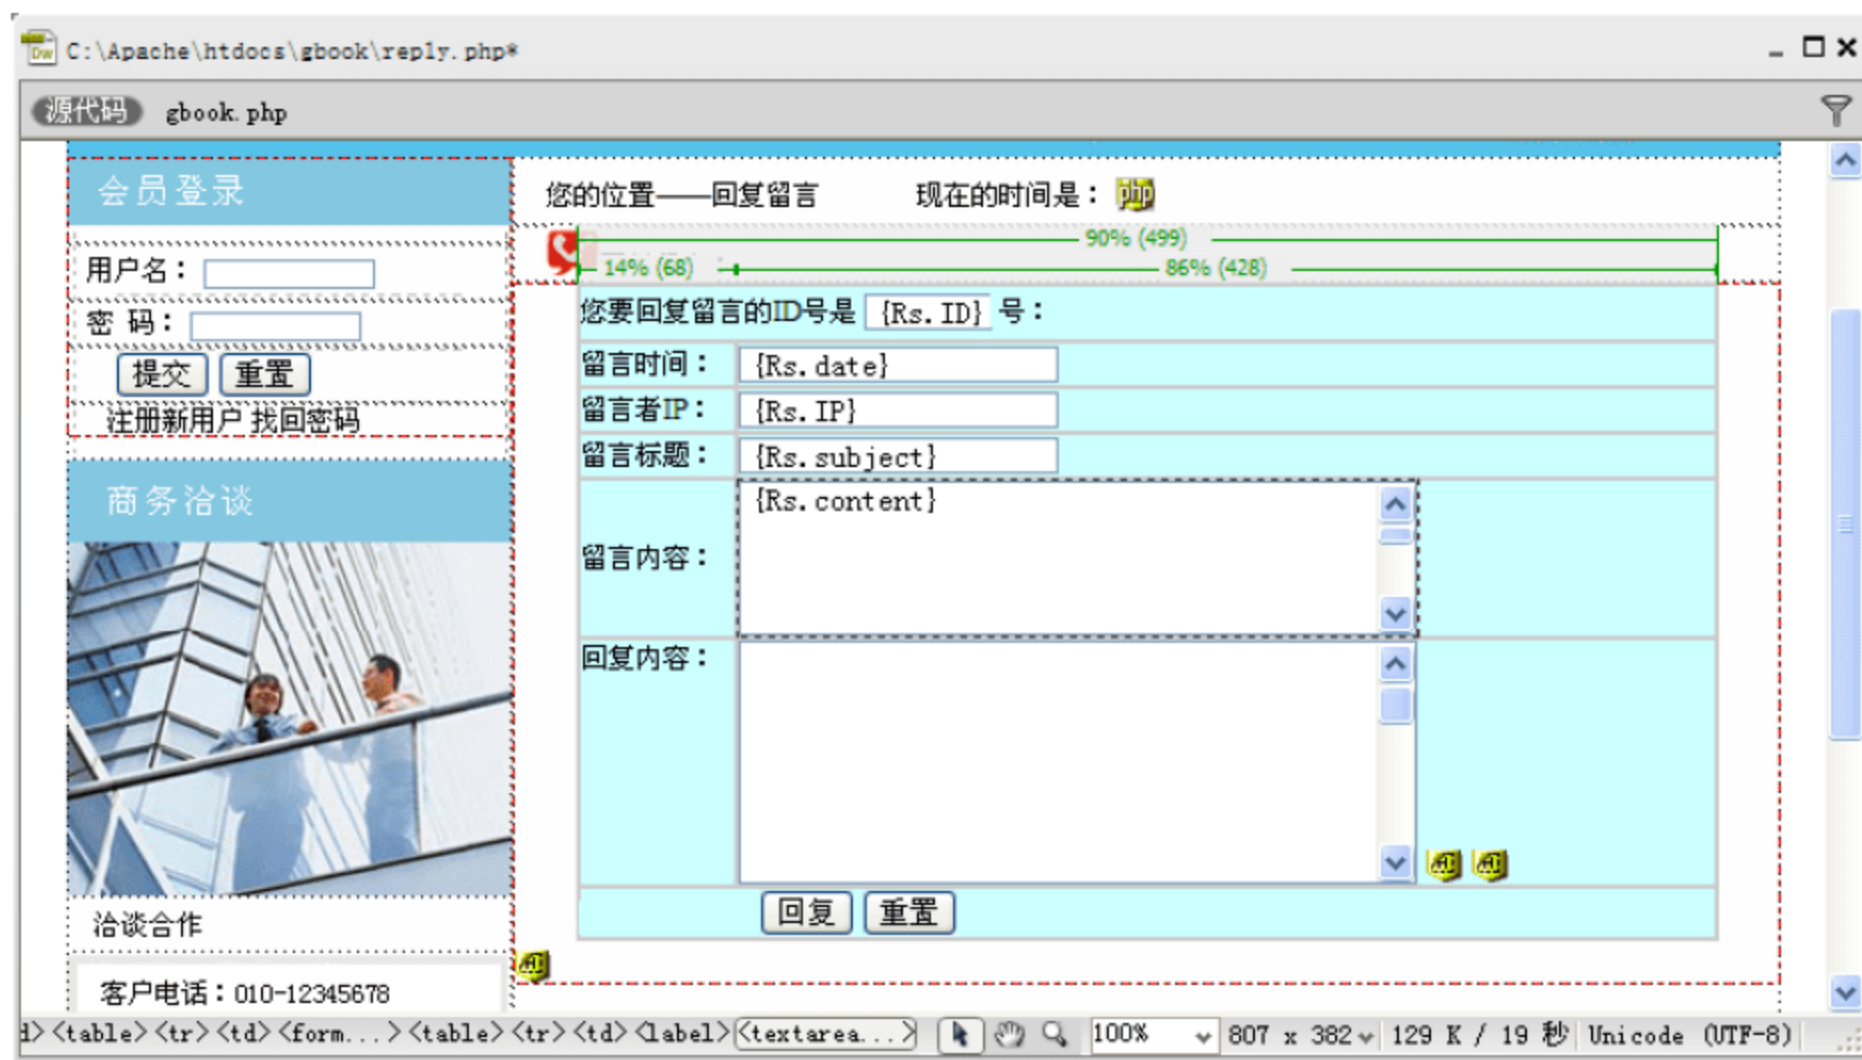 C:\Apache\htdocs\gbook\reply.php*
源代码 gbook.php
会员登录
您的位置——回复留言 现在的时间是： php
90% (499)
用户名：
14% (68) 86% (428)
您要回复留言的ID号是 {Rs.ID} 号：
密 码：
留言时间： {Rs.date}
提交 重置
留言者IP： {Rs.IP}
注册新用户 找回密码
留言标题： {Rs.subject}
商务洽谈
{Rs.content}
留言内容：
回复内容：
回复 重置
洽谈合作
客户电话：010-12345678
d> <table> <tr> <td> <form...> <table> <tr> <td> <label> <textarea...> 100% 807 x 382 129 K / 19 秒 Unicode (UTF-8)